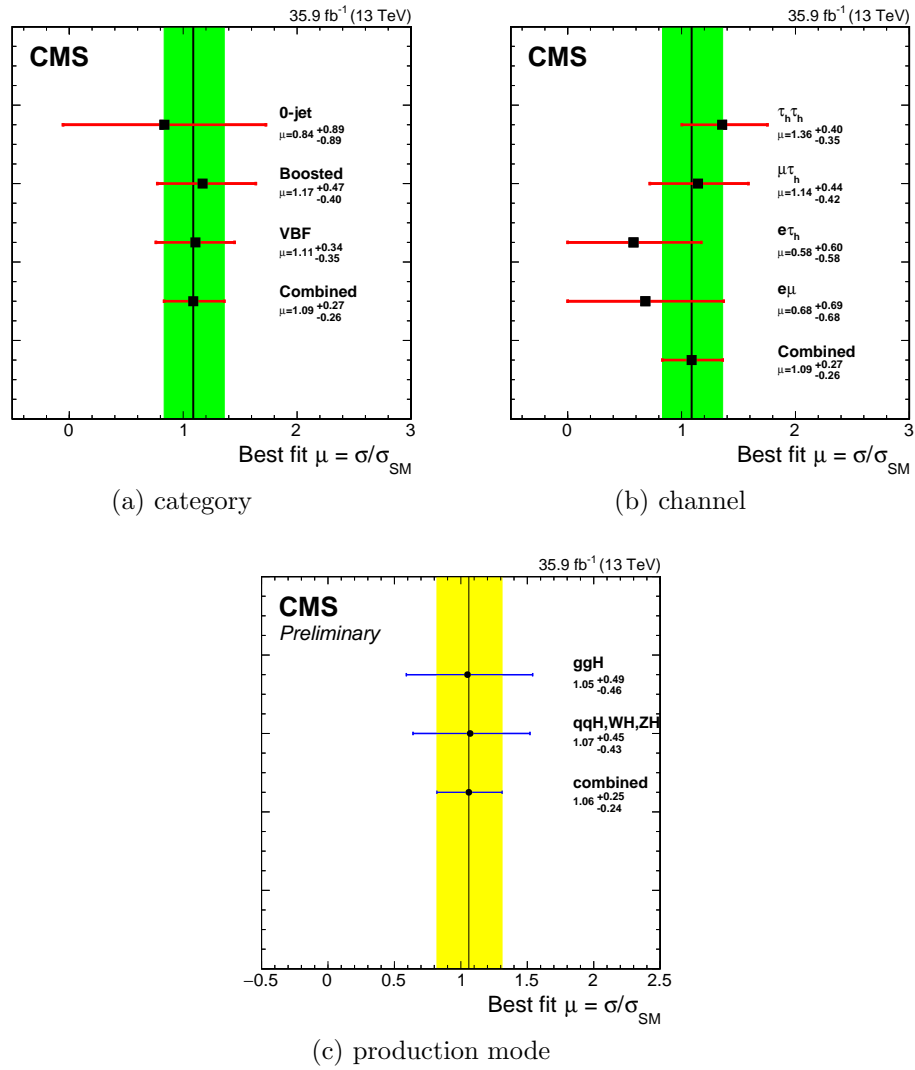 35.9 fb⁻¹ (13 TeV)
CMS
0-jet
μ=0.84 +0.89 -0.89
Boosted
μ=1.17 +0.47 -0.40
VBF
μ=1.11 +0.34 -0.35
Combined
μ=1.09 +0.27 -0.26
0 1 2 3
Best fit μ = σ/σ_SM
(a) category
35.9 fb⁻¹ (13 TeV)
CMS
τ_h τ_h
μ=1.36 +0.40 -0.35
μτ_h
μ=1.14 +0.44 -0.42
eτ_h
μ=0.58 +0.60 -0.58
eμ
μ=0.68 +0.69 -0.68
Combined
μ=1.09 +0.27 -0.26
0 1 2 3
Best fit μ = σ/σ_SM
(b) channel
35.9 fb⁻¹ (13 TeV)
CMS
Preliminary
ggH
1.05 +0.49 -0.46
qqH,WH,ZH
1.07 +0.45 -0.43
combined
1.06 +0.25 -0.24
−0.5 0 0.5 1 1.5 2 2.5
Best fit μ = σ/σ_SM
(c) production mode